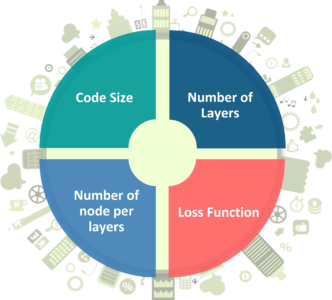 Code Size
Number of
Layers
Number of
node per
layers
Loss Function